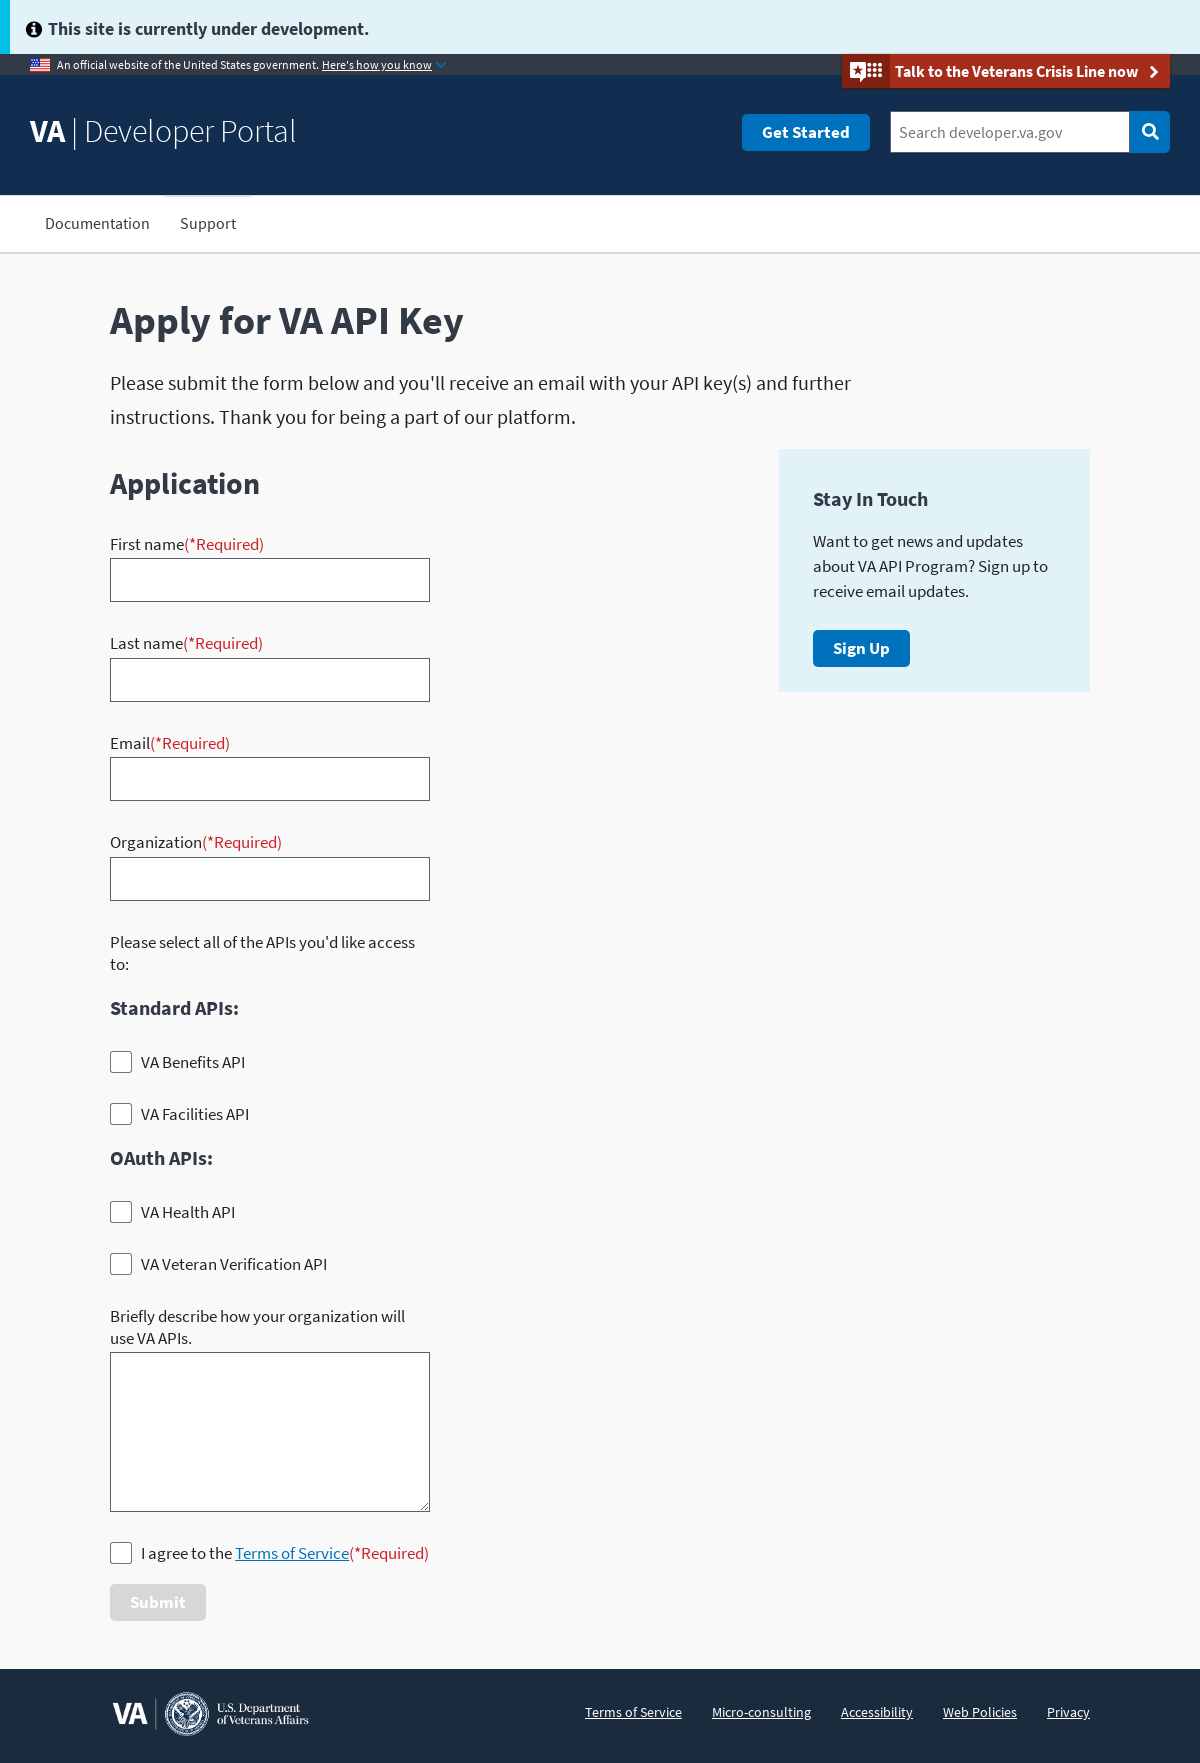 This site is currently under development.
An official website of the United States government. Here's how you know
Talk to the Veterans Crisis Line now
VA | Developer Portal
Get Started
Search developer.va.gov
Documentation
Support
Apply for VA API Key
Please submit the form below and you'll receive an email with your API key(s) and further
instructions. Thank you for being a part of our platform.
Application
First name(*Required)
Last name(*Required)
Email(*Required)
Organization(*Required)
Please select all of the APIs you'd like access
to:
Standard APIs:
VA Benefits API
VA Facilities API
OAuth APIs:
VA Health API
VA Veteran Verification API
Briefly describe how your organization will
use VA APIs.
I agree to the Terms of Service(*Required)
Submit
Stay In Touch
Want to get news and updates
about VA API Program? Sign up to
receive email updates.
Sign Up
VA
U.S. Department
of Veterans Affairs
Terms of Service
Micro-consulting
Accessibility
Web Policies
Privacy